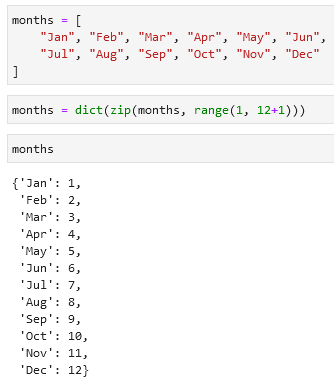 months = [
    "Jan", "Feb", "Mar", "Apr", "May", "Jun",
    "Jul", "Aug", "Sep", "Oct", "Nov", "Dec"
]
months = dict(zip(months, range(1, 12+1)))
months
{'Jan': 1,
 'Feb': 2,
 'Mar': 3,
 'Apr': 4,
 'May': 5,
 'Jun': 6,
 'Jul': 7,
 'Aug': 8,
 'Sep': 9,
 'Oct': 10,
 'Nov': 11,
 'Dec': 12}